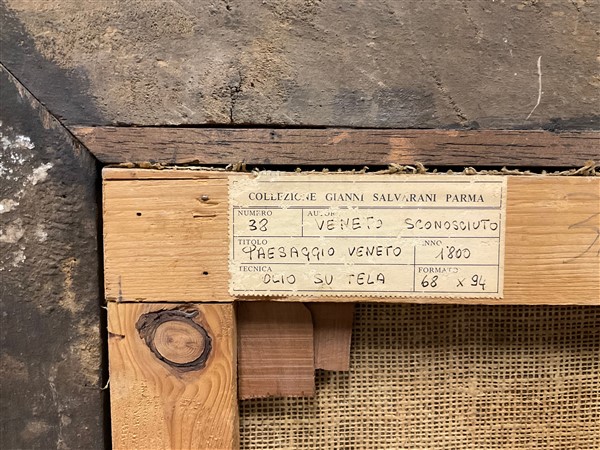 COLLEZIONE GIANNI SALVARANI PARMA
NUMERO AUTORE
38 VENETO SCONOSCIUTO
TITOLO ANNO
PAESAGGIO VENETO 1800
TECNICA FORMATO
OLIO SU TELA 68 x 94